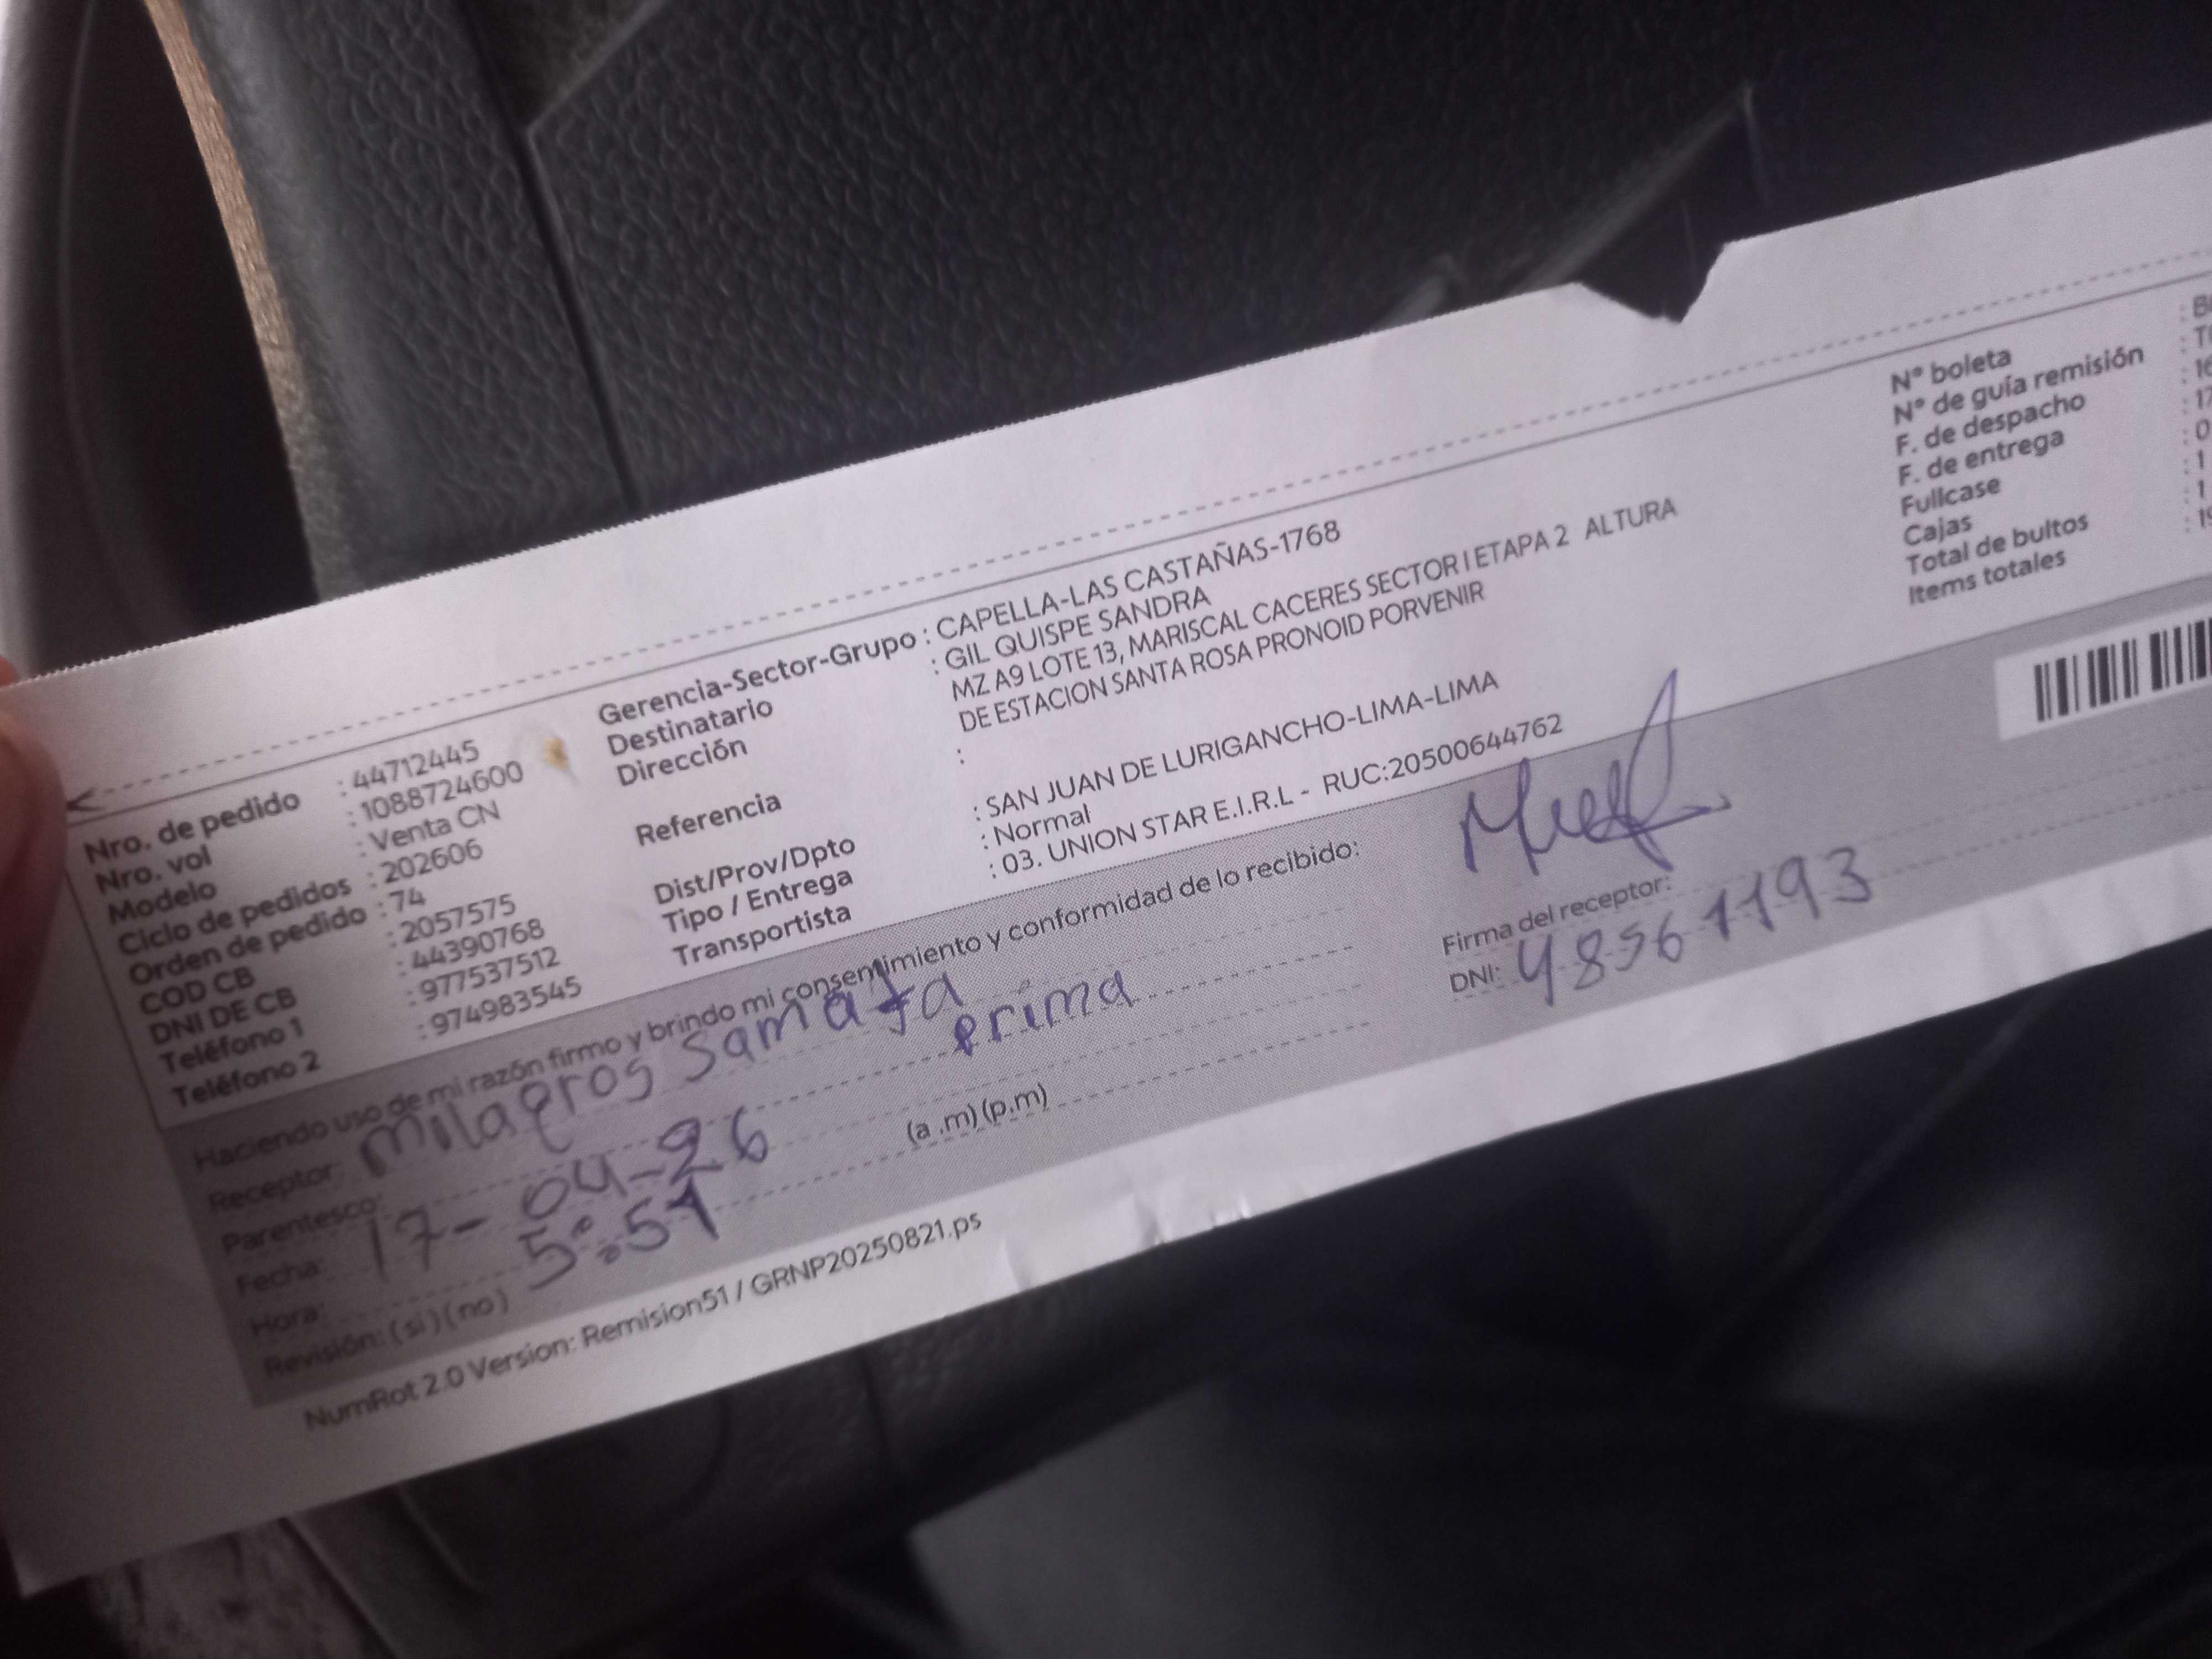 Nro. de pedido : 44712445
Nro. vol : 1088724600
Modelo : Venta CN
Ciclo de pedidos : 202606
Orden de pedido : 74
COD CB : 2057575
DNI DE CB : 44390768
Teléfono 1 : 977537512
Teléfono 2 : 974983545
Gerencia-Sector-Grupo : CAPELLA-LAS CASTAÑAS-1768
Destinatario : GIL QUISPE SANDRA
Dirección MZ A9 LOTE 13, MARISCAL CACERES SECTOR I ETAPA 2 ALTURA
DE ESTACION SANTA ROSA PRONOID PORVENIR
Referencia :
Dist/Prov/Dpto : SAN JUAN DE LURIGANCHO-LIMA-LIMA
Tipo / Entrega : Normal
Transportista : 03. UNION STAR E.I.R.L - RUC:20500644762
N° boleta
N° de guía remisión
F. de despacho
F. de entrega
Fullcase : 0
Cajas : 1
Total de bultos : 1
Items totales
Haciendo uso de mi razón firmo y brindo mi consentimiento y conformidad de lo recibido:
Receptor: milagros Samata
Parentesco: prima
Fecha: 17-04-26
Hora: 5:51 (a .m) (p.m)
Revisión: (si) (no)
Firma del receptor:
DNI:
NumRot 2.0 Version: Remision51 / GRNP20250821.ps